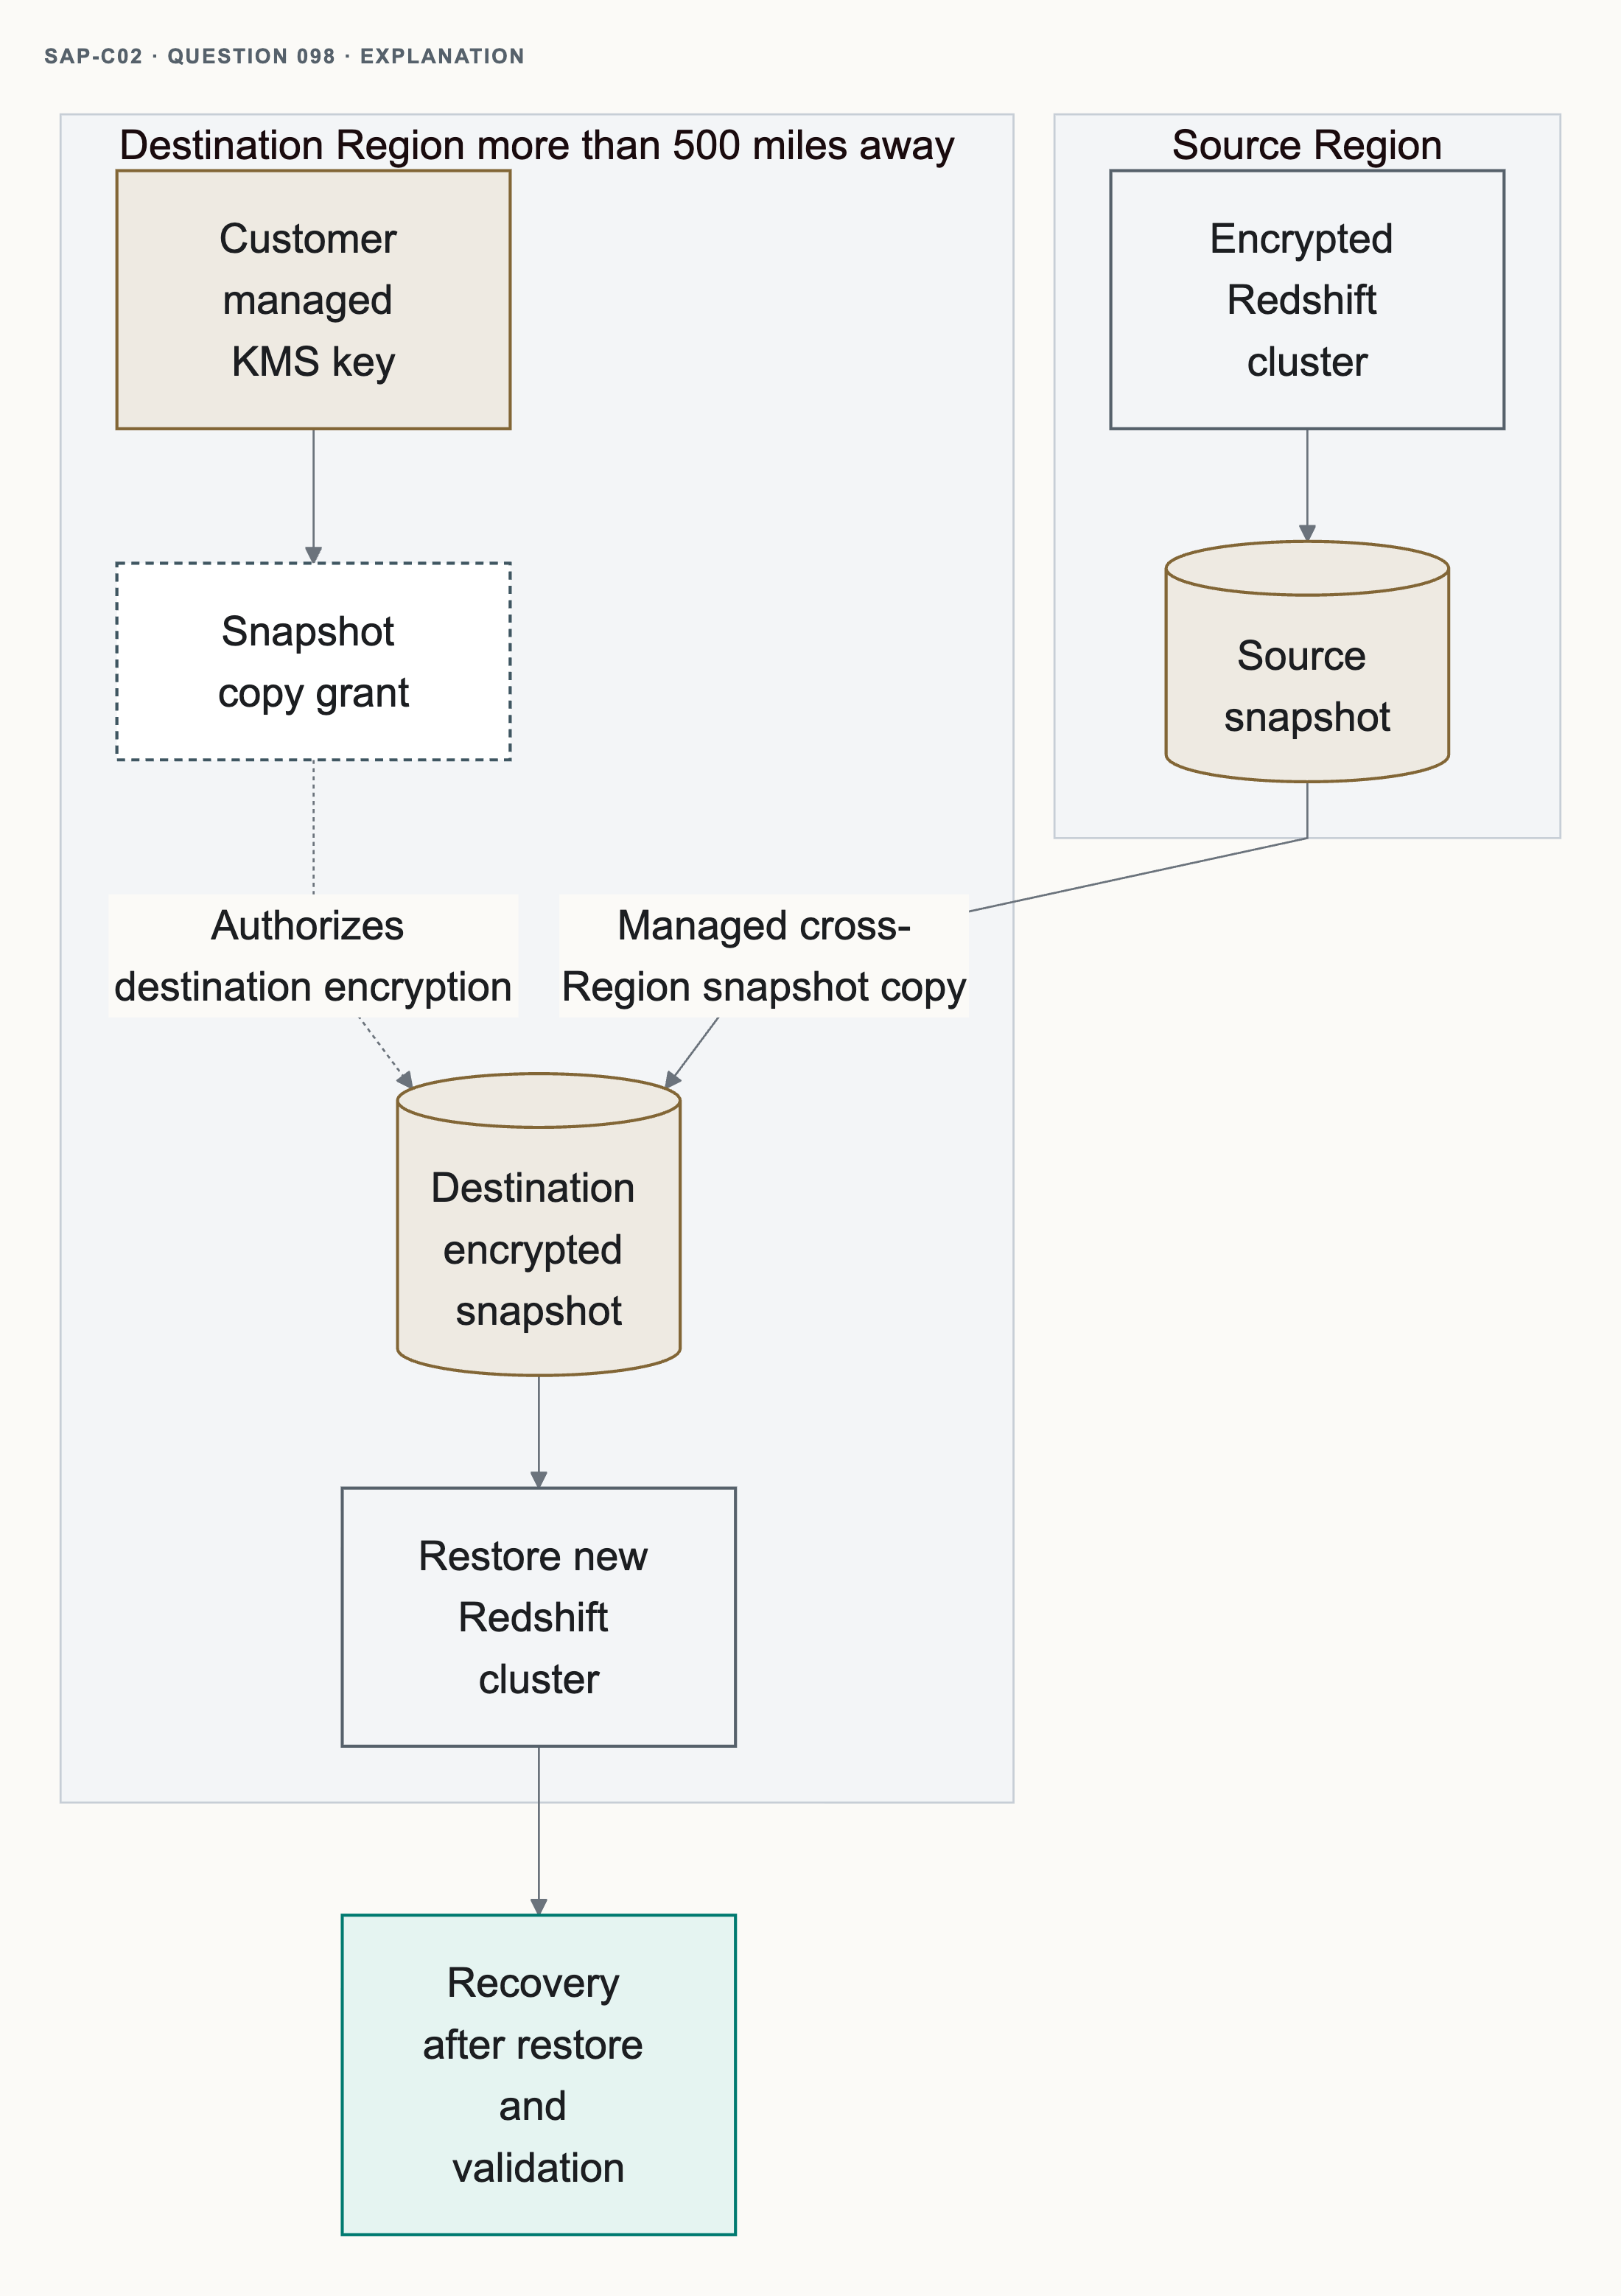 SAP-C02 · QUESTION 098 · EXPLANATION
Destination Region more than 500 miles away
Customer
managed
KMS key
Snapshot
copy grant
Authorizes
destination encryption
Source Region
Encrypted
Redshift
cluster
Source
snapshot
Managed cross-
Region snapshot copy
Destination
encrypted
snapshot
Restore new
Redshift
cluster
Recovery
after restore
and
validation